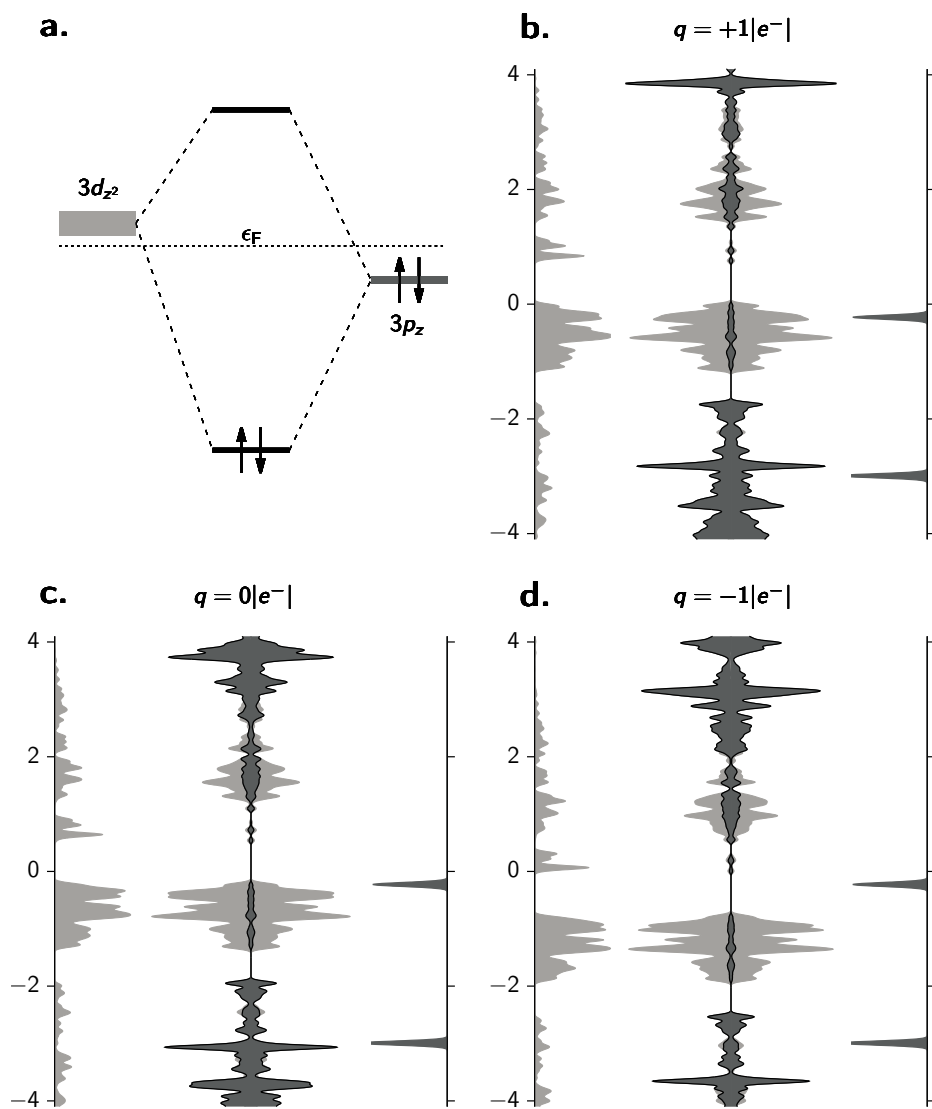 a.
3d_{z^2}
ϵ_F
3p_z
b.
q = +1|e⁻|
4
2
0
−2
−4
c.
q = 0|e⁻|
4
2
0
−2
−4
d.
q = −1|e⁻|
4
2
0
−2
−4